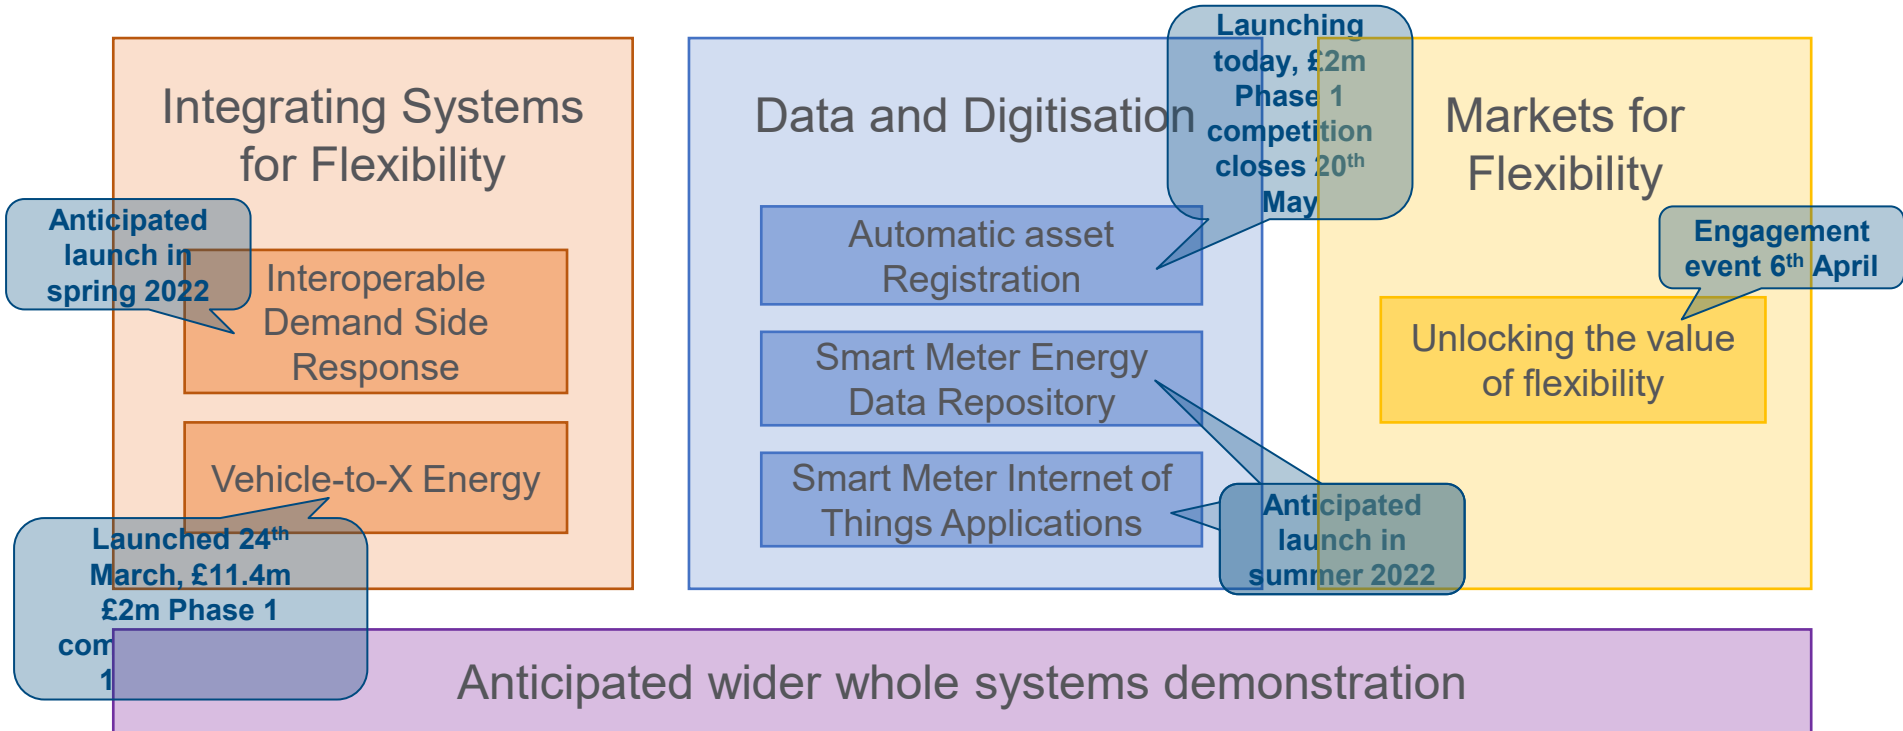 Integrating Systems
for Flexibility
Anticipated
launch in
spring 2022
Interoperable
Demand Side
Response
Vehicle-to-X Energy
Launched 24th
March, £11.4m
£2m Phase 1
Data and Digitisation
Launching
today, £2m
Phase 1
competition
closes 20th
May
Automatic asset
Registration
Smart Meter Energy
Data Repository
Smart Meter Internet of
Things Applications
Anticipated
launch in
summer 2022
Markets for
Flexibility
Engagement
event 6th April
Unlocking the value
of flexibility
Anticipated wider whole systems demonstration